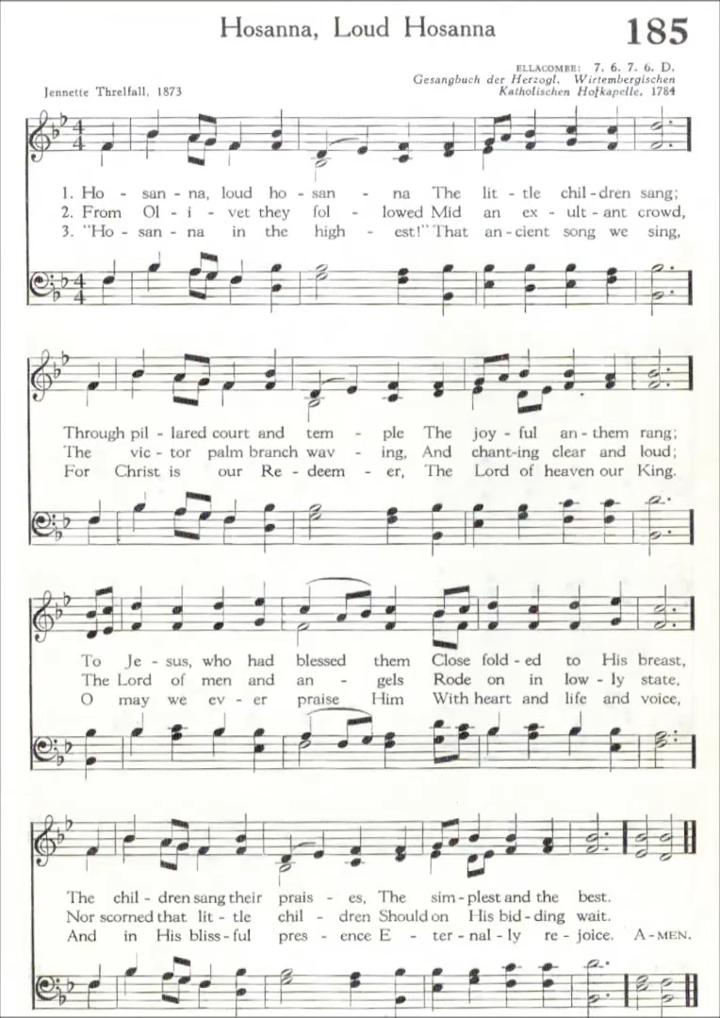 Hosanna, Loud Hosanna 185
ELLACOMBE: 7. 6. 7. 6. D.
Gesangbuch der Herzogl. Wirtembergischen
Jennette Threlfall, 1873 Katholischen Hofkapelle, 1784
1. Ho - san - na, loud ho - san - na The lit - tle chil - dren sang;
2. From Ol - i - vet they fol - lowed Mid an ex - ult - ant crowd,
3. "Ho - san - na in the high - est!" That an - cient song we sing,
Through pil - lared court and tem - ple The joy - ful an - them rang;
The vic - tor palm branch wav - ing, And chant-ing clear and loud;
For Christ is our Re - deem - er, The Lord of heaven our King.
To Je - sus, who had blessed them Close fold - ed to His breast,
The Lord of men and an - gels Rode on in low - ly state,
O may we ev - er praise Him With heart and life and voice,
The chil - dren sang their prais - es, The sim - plest and the best.
Nor scorned that lit - tle chil - dren Should on His bid - ding wait.
And in His bliss - ful pres - ence E - ter - nal - ly re - joice. A - MEN.